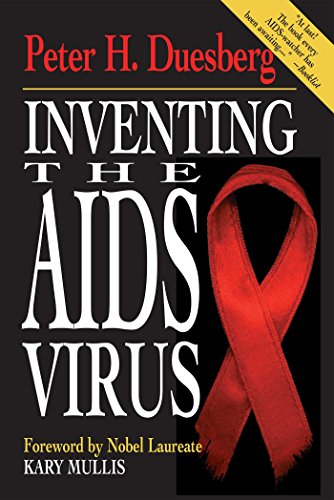 Peter H. Duesberg
"At last!
The book every
AIDS-watcher has
been awaiting..."
—Booklist
INVENTING
THE
AIDS
VIRUS
Foreword by Nobel Laureate
KARY MULLIS